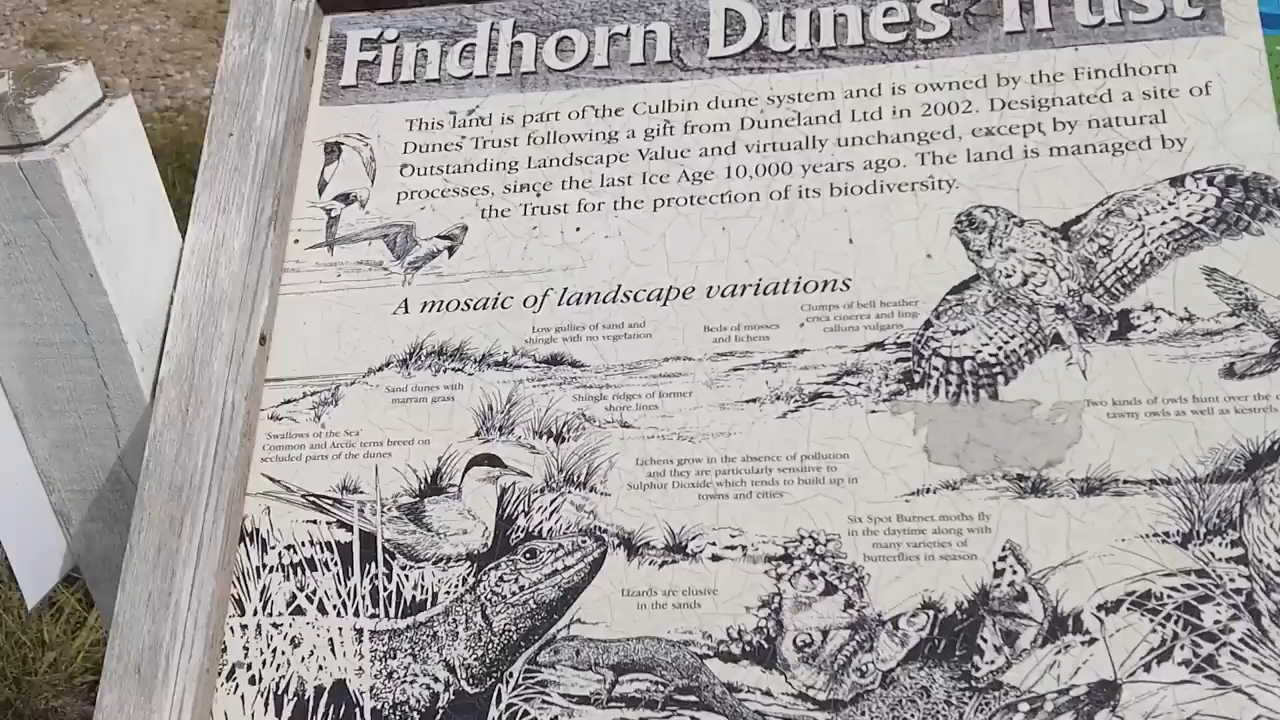 Findhorn Dunes Trust
This land is part of the Culbin dune system and is owned by the Findhorn
Dunes Trust following a gift from Duneland Ltd in 2002. Designated a site of
Outstanding Landscape Value and virtually unchanged, except by natural
processes, since the last Ice Age 10,000 years ago. The land is managed by
the Trust for the protection of its biodiversity.
A mosaic of landscape variations
Low gullies of sand and
shingle with no vegetation
Beds of mosses
and lichens
Clumps of bell heather
erica cinerea and ling-
calluna vulgaris
Sand dunes with
marram grass
Shingle ridges of former
shore lines
Two kinds of owls hunt over the
tawny owls as well as kestrels
'Swallows of the Sea'
Common and Arctic terns breed on
secluded parts of the dunes
Lichens grow in the absence of pollution
and they are particularly sensitive to
Sulphur Dioxide which tends to build up in
towns and cities
Six Spot Burnet moths fly
in the daytime along with
many varieties of
butterflies in season
Lizards are elusive
in the sands